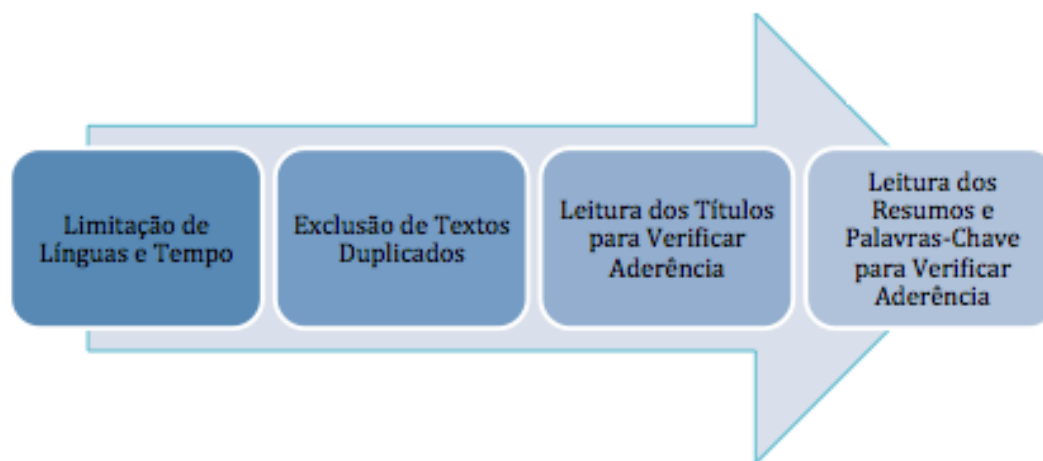 Limitação de
Línguas e Tempo
Exclusão de Textos
Duplicados
Leitura dos Títulos
para Verificar
Aderência
Leitura dos
Resumos e
Palavras-Chave
para Verificar
Aderência